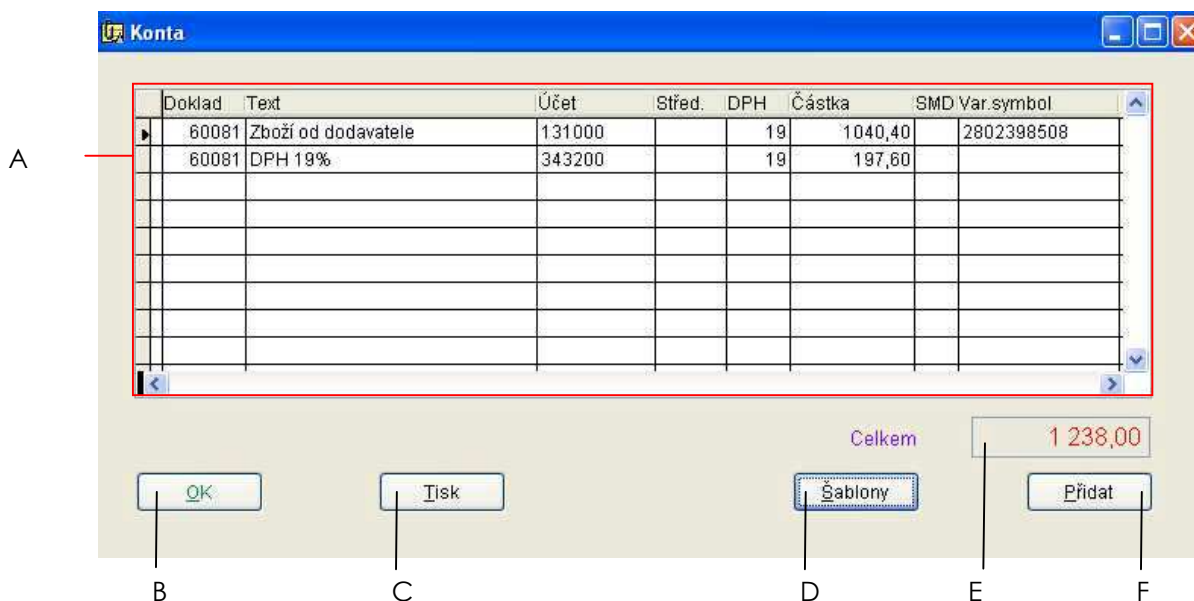 Konta
Doklad Text Účet Střed. DPH Částka SMD Var.symbol
60081 Zboží od dodavatele 131000 19 1040,40 2802398508
A
60081 DPH 19% 343200 19 197,60
Celkem 1 238,00
OK Tisk Šablony Přidat
B C D E F